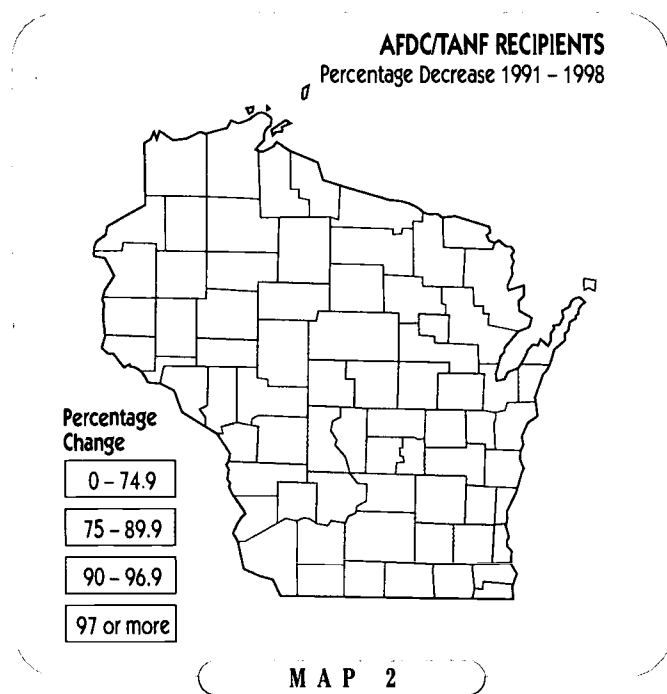 AFDC/TANF RECIPIENTS
Percentage Decrease 1991 – 1998
Percentage
Change
0 – 74.9
75 – 89.9
90 – 96.9
97 or more
MAP 2